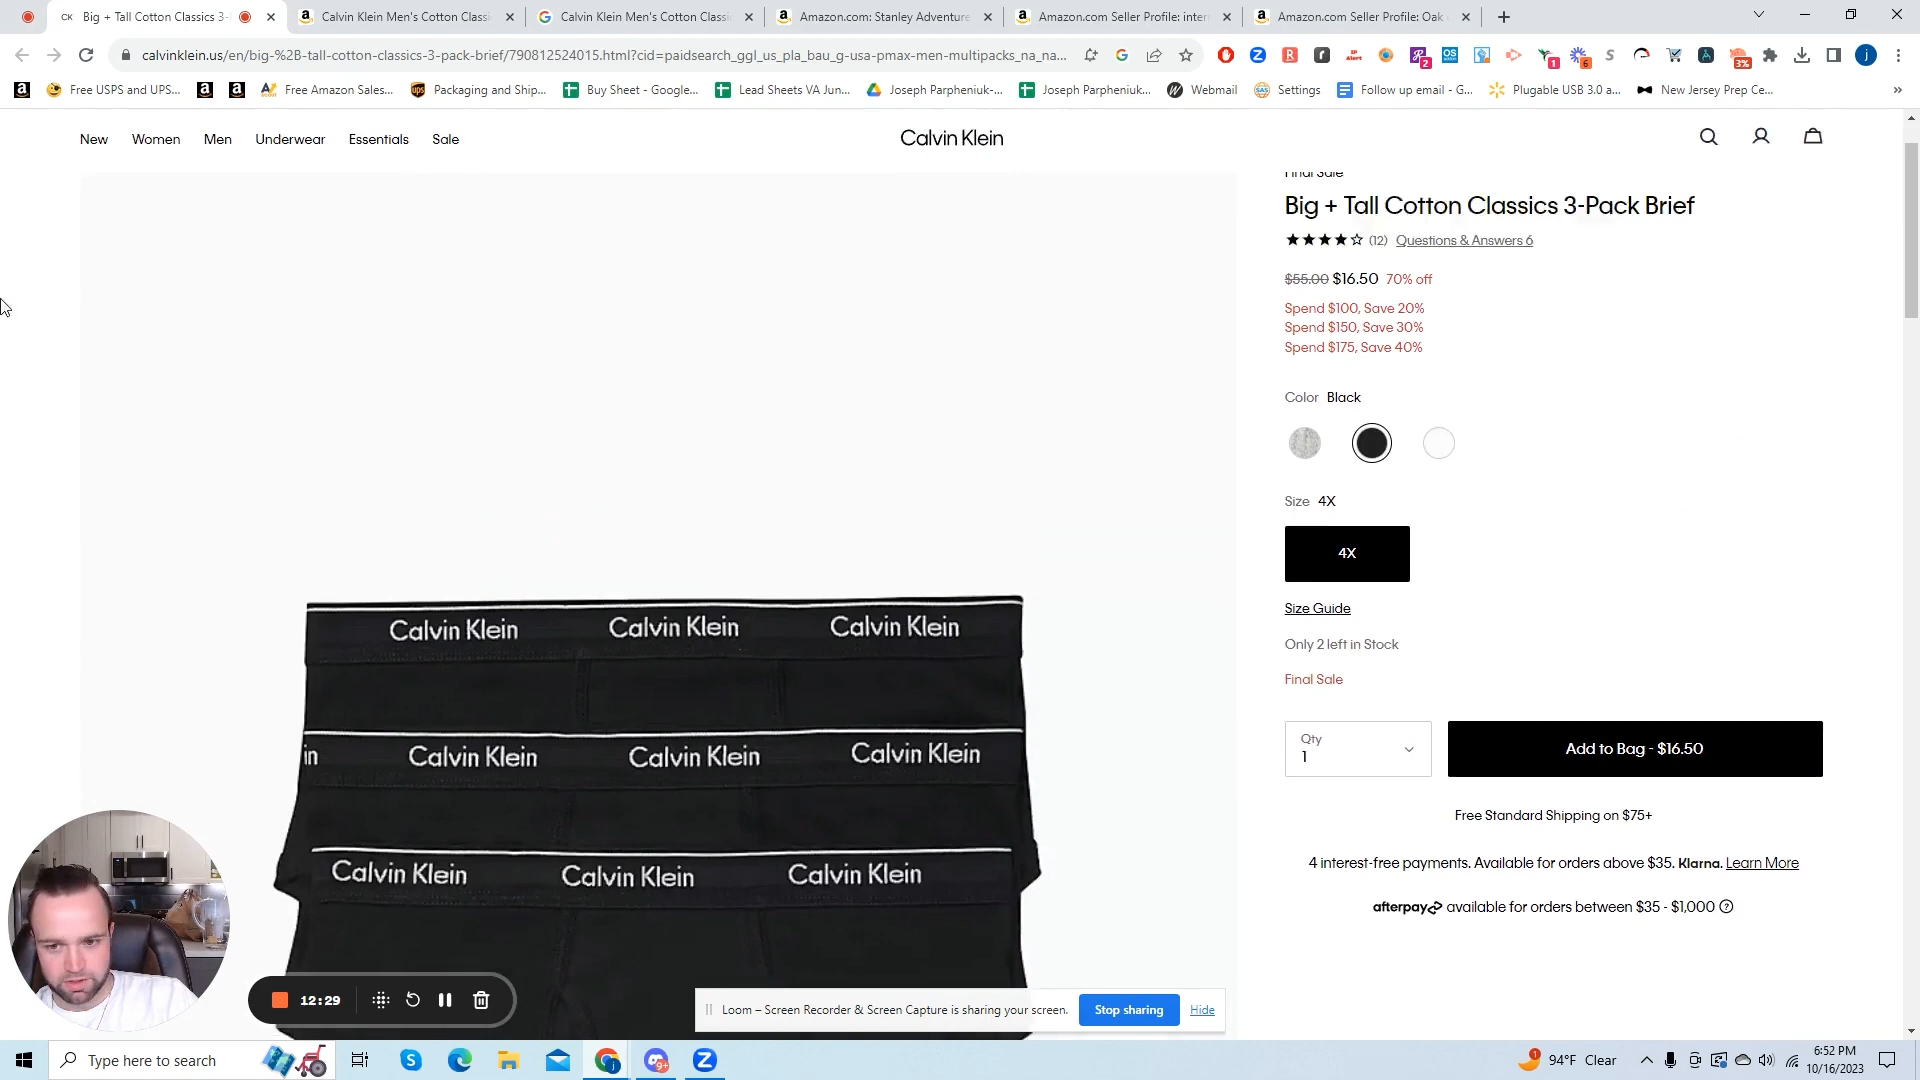 Big + Tall Cotton Classics 3-
Calvin Klein Men's Cotton Classi
Calvin Klein Men's Cotton Classi
Amazon.com: Stanley Adventure
Amazon.com Seller Profile: inter
Amazon.com Seller Profile: Oak
calvinklein.us/en/big-%2B-tall-cotton-classics-3-pack-brief/790812524015.html?cid=paidsearch_ggl_us_pla_bau_g-usa-pmax-men-multipacks_na_na...
Free USPS and UPS...
Free Amazon Sales...
Packaging and Ship...
Buy Sheet - Google...
Lead Sheets VA Jun...
Joseph Parpheniuk-...
Joseph Parpheniuk...
Webmail
Settings
Follow up email - G...
Plugable USB 3.0 a...
New Jersey Prep Ce...
New Women Men Underwear Essentials Sale
Calvin Klein
Final Sale
Big + Tall Cotton Classics 3-Pack Brief
(12) Questions & Answers 6
$55.00 $16.50 70% off
Spend $100, Save 20%
Spend $150, Save 30%
Spend $175, Save 40%
Color Black
Size 4X
4X
Size Guide
Only 2 left in Stock
Final Sale
Qty
1
Add to Bag - $16.50
Free Standard Shipping on $75+
4 interest-free payments. Available for orders above $35. Klarna. Learn More
afterpay available for orders between $35 - $1,000
Calvin Klein Calvin Klein Calvin Klein
in Calvin Klein Calvin Klein Calvin Klein
Calvin Klein Calvin Klein Calvin Klein
12:29
Loom – Screen Recorder & Screen Capture is sharing your screen. Stop sharing Hide
Type here to search
94°F Clear
6:52 PM
10/16/2023